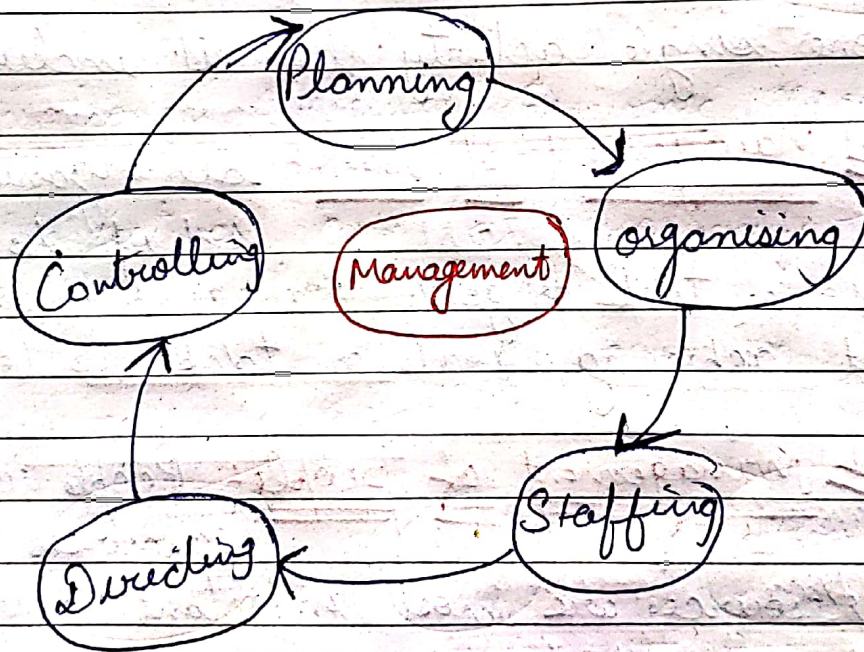 Planning
organising
Management
Controlling
Staffing
Directing